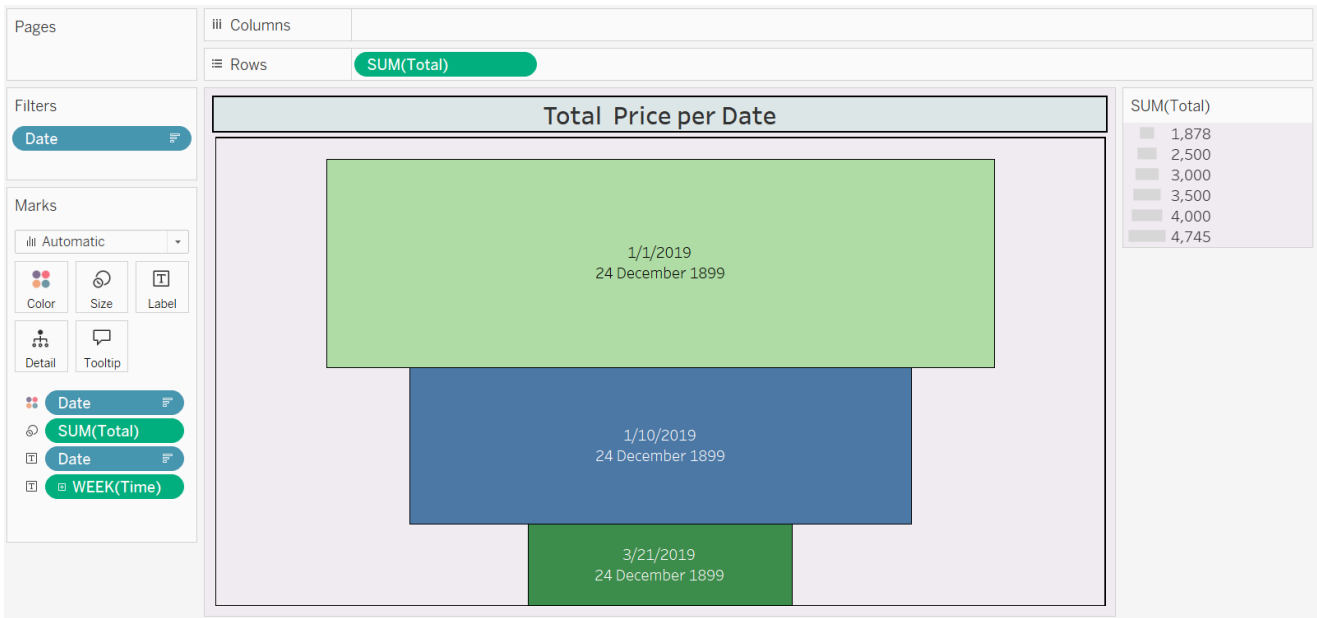 Pages
Columns
Rows
SUM(Total)
Filters
Date
Marks
Automatic
Color
Size
Label
Detail
Tooltip
Date
SUM(Total)
Date
WEEK(Time)
Total Price per Date
1/1/2019
24 December 1899
1/10/2019
24 December 1899
3/21/2019
24 December 1899
SUM(Total)
1,878
2,500
3,000
3,500
4,000
4,745